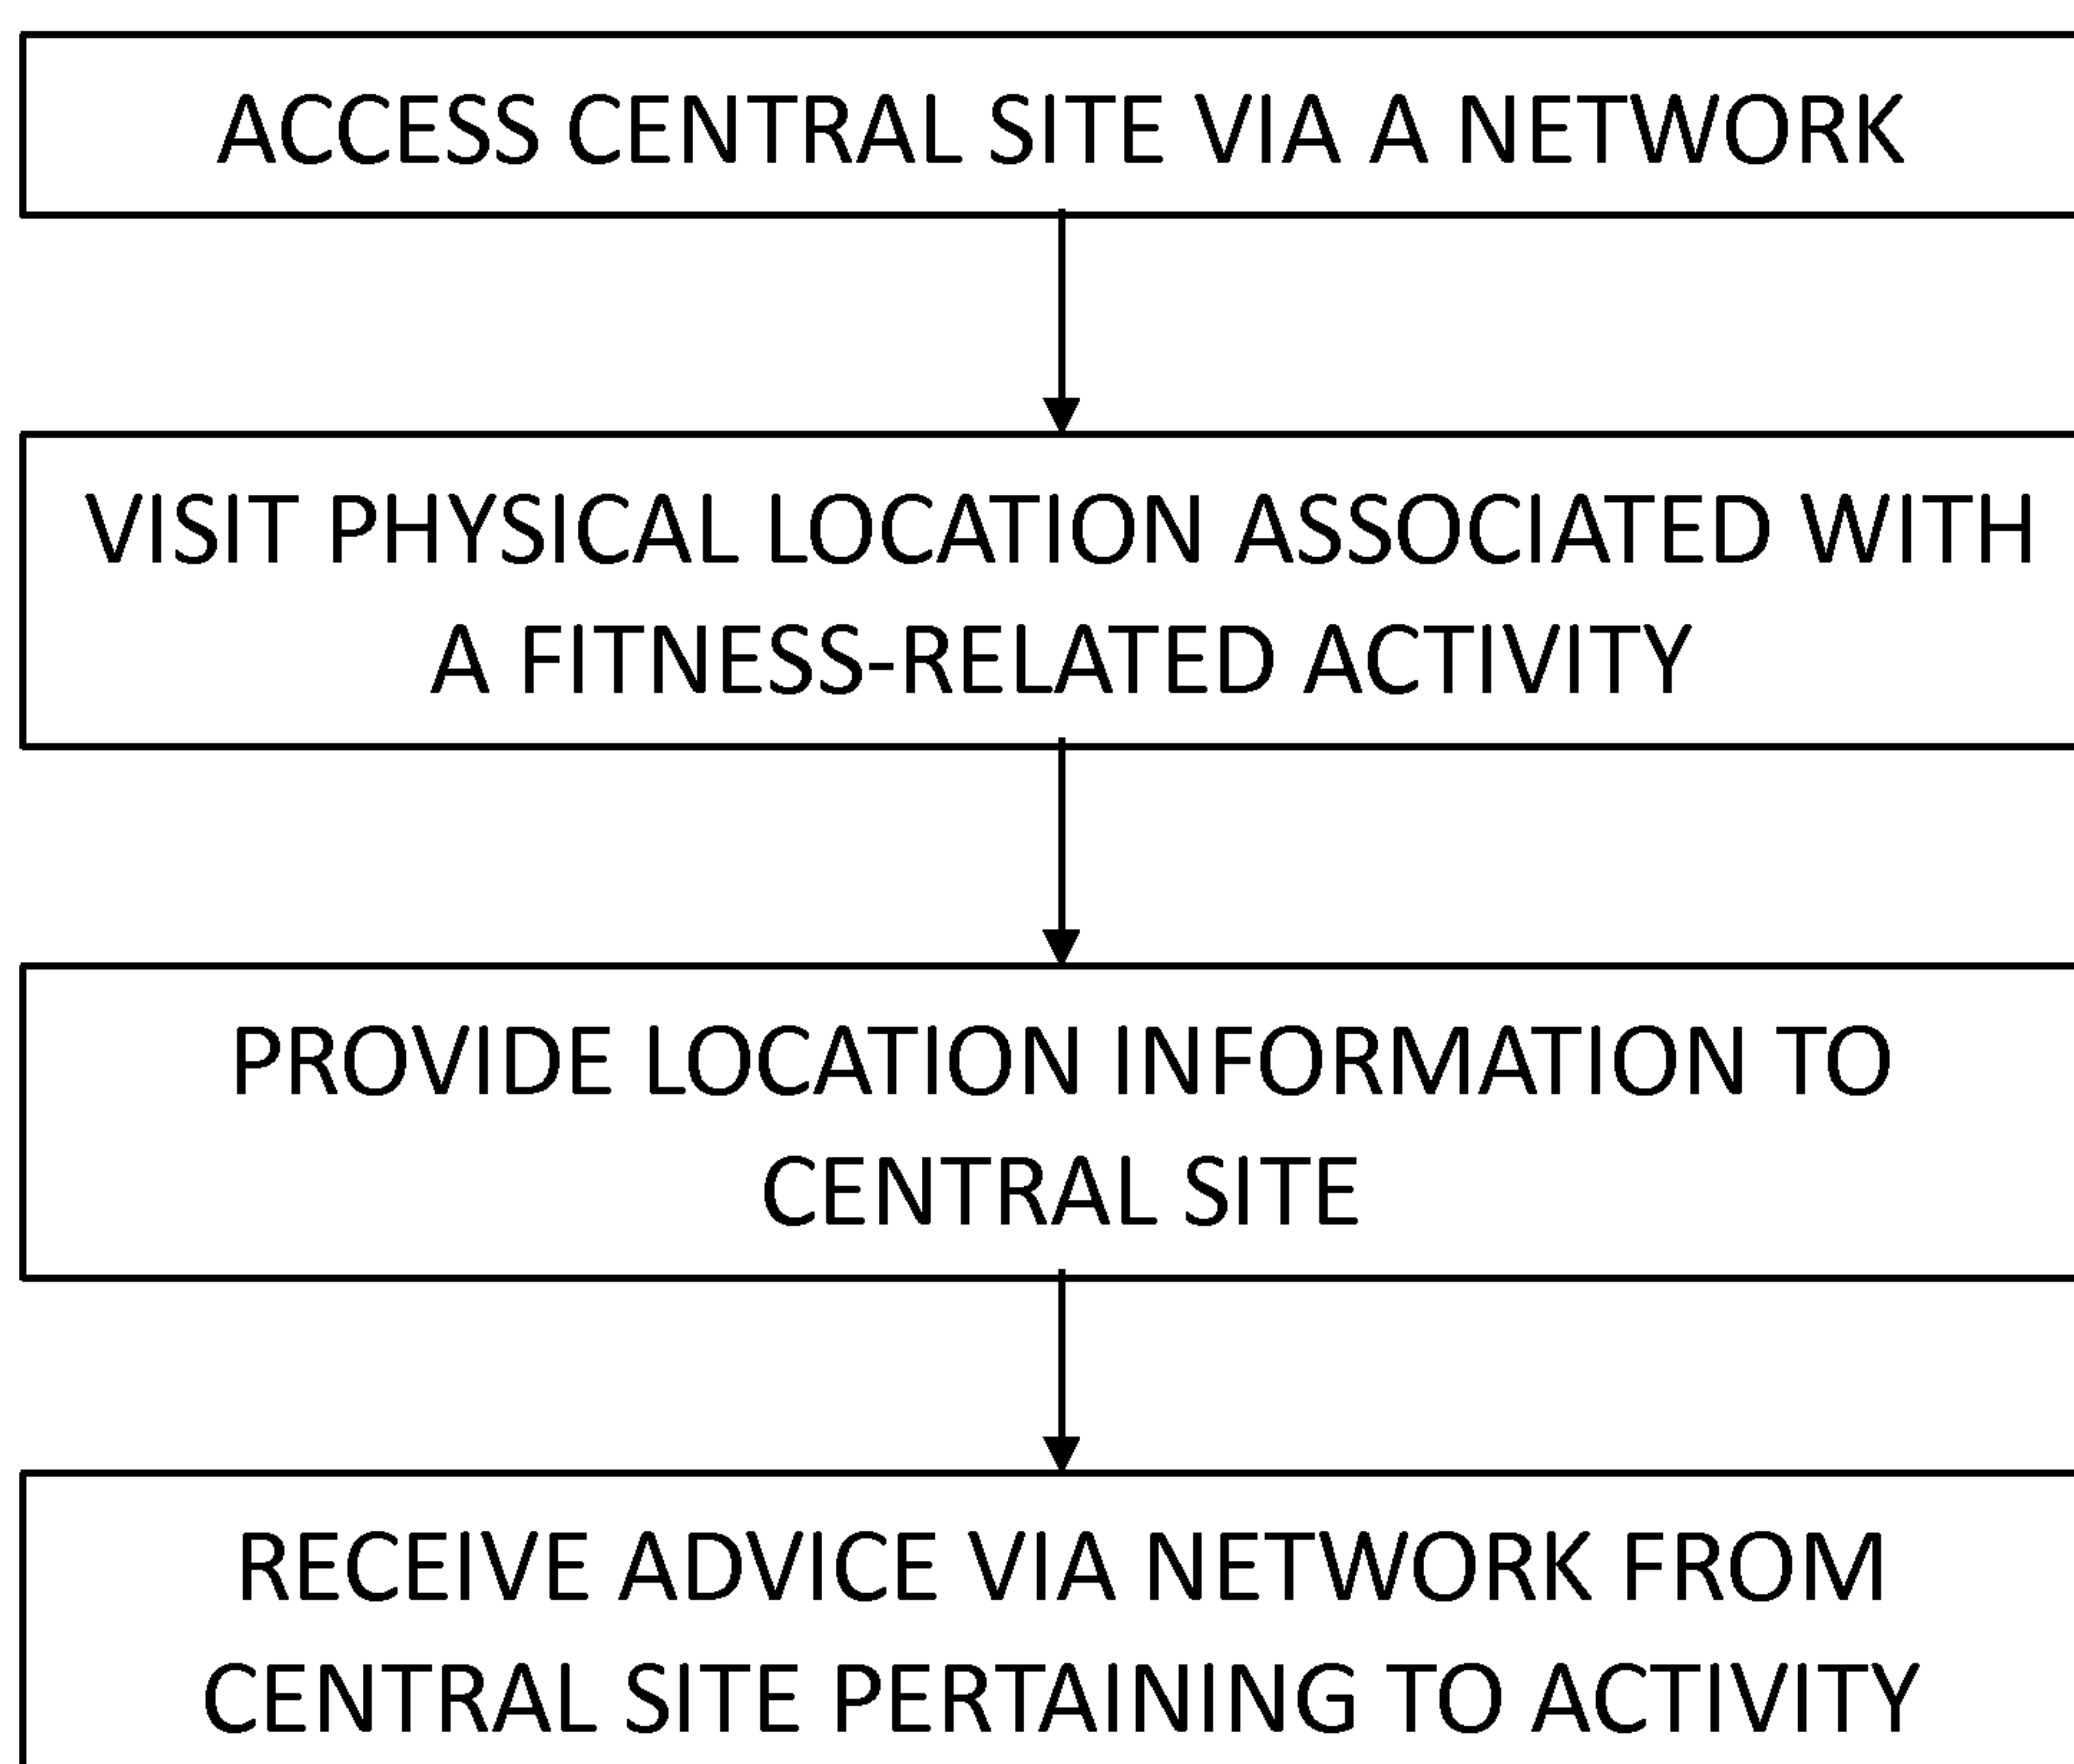 ACCESS CENTRAL SITE VIA A NETWORK
VISIT PHYSICAL LOCATION ASSOCIATED WITH
A FITNESS-RELATED ACTIVITY
PROVIDE LOCATION INFORMATION TO
CENTRAL SITE
RECEIVE ADVICE VIA NETWORK FROM
CENTRAL SITE PERTAINING TO ACTIVITY